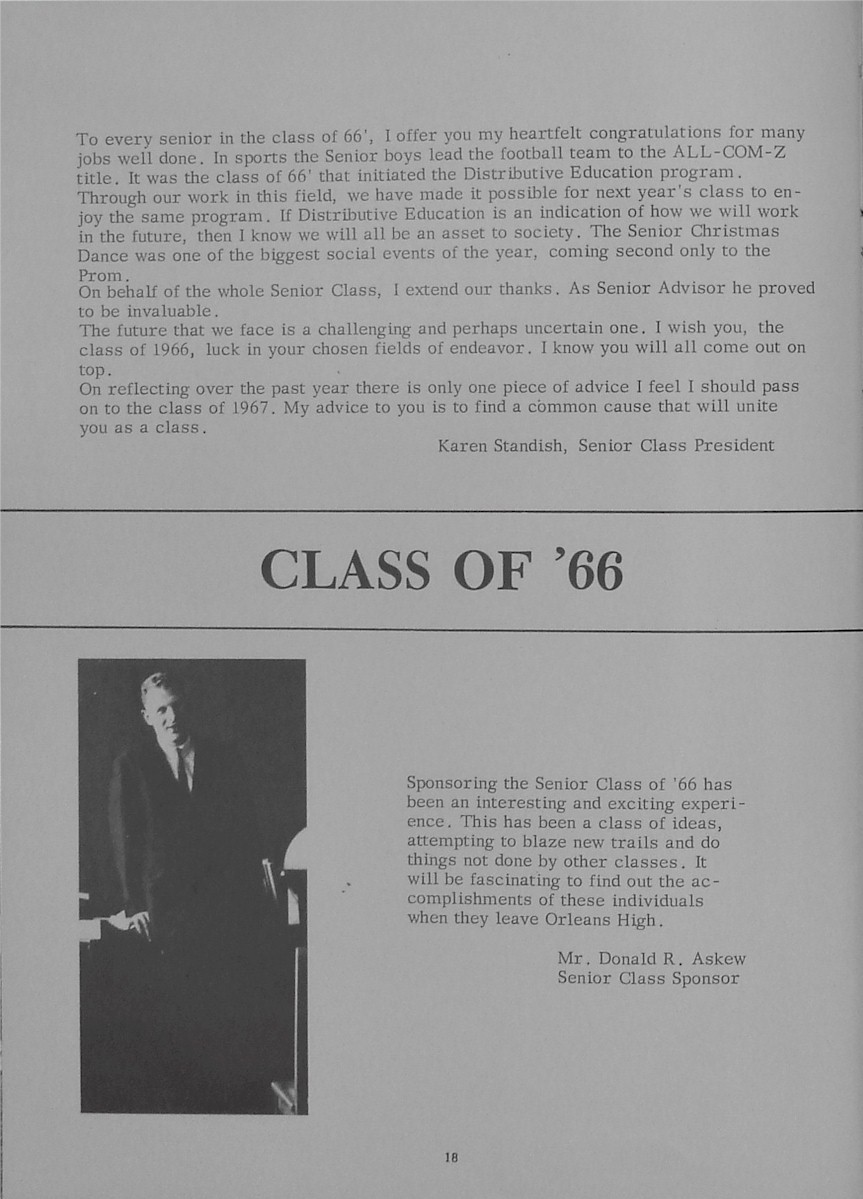 To every senior in the class of 66', I offer you my heartfelt congratulations for many
jobs well done. In sports the Senior boys lead the football team to the ALL-COM-Z
title. It was the class of 66' that initiated the Distributive Education program.
Through our work in this field, we have made it possible for next year's class to en-
joy the same program. If Distributive Education is an indication of how we will work
in the future, then I know we will all be an asset to society. The Senior Christmas
Dance was one of the biggest social events of the year, coming second only to the
Prom.
On behalf of the whole Senior Class, I extend our thanks. As Senior Advisor he proved
to be invaluable.
The future that we face is a challenging and perhaps uncertain one. I wish you, the
class of 1966, luck in your chosen fields of endeavor. I know you will all come out on
top.
On reflecting over the past year there is only one piece of advice I feel I should pass
on to the class of 1967. My advice to you is to find a common cause that will unite
you as a class.
Karen Standish, Senior Class President
CLASS OF '66
Sponsoring the Senior Class of '66 has
been an interesting and exciting experi-
ence. This has been a class of ideas,
attempting to blaze new trails and do
things not done by other classes. It
will be fascinating to find out the ac-
complishments of these individuals
when they leave Orleans High.
Mr. Donald R. Askew
Senior Class Sponsor
18